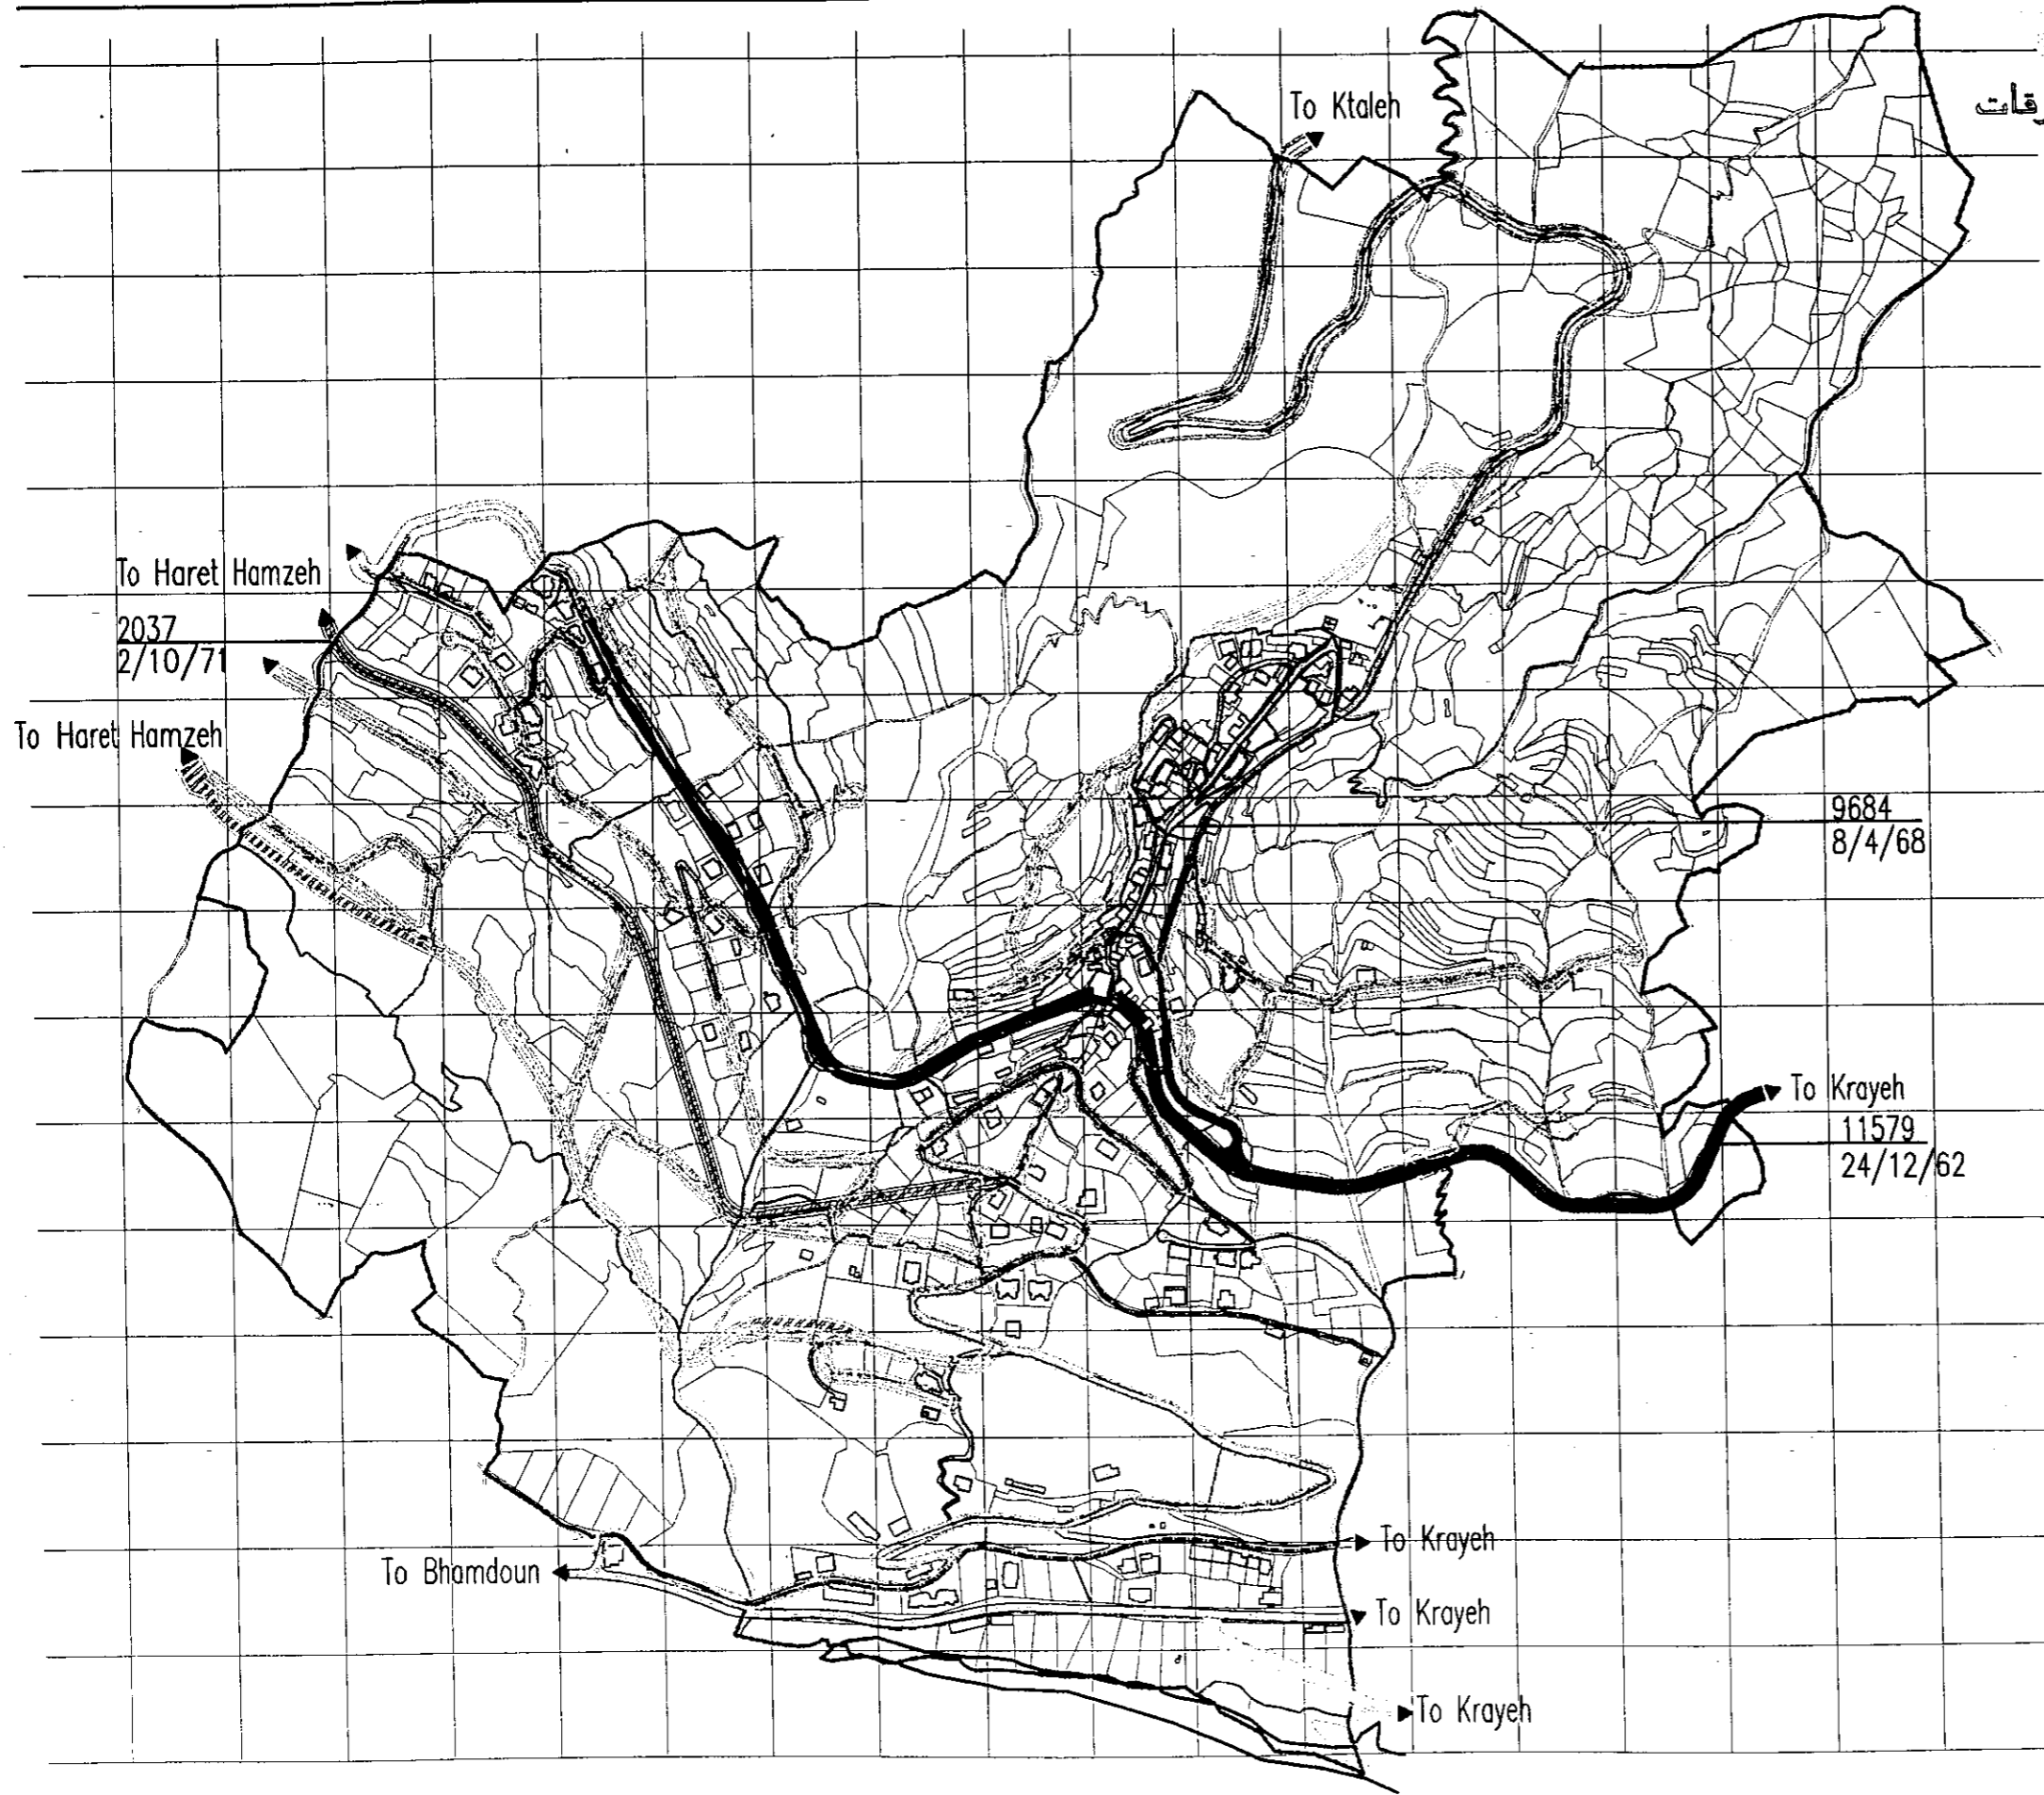 To Ktaleh
To Haret Hamzeh
2037
2/10/71
To Haret Hamzeh
9684
8/4/68
To Krayeh
11579
24/12/62
To Krayeh
To Bhamdoun
To Krayeh
To Krayeh